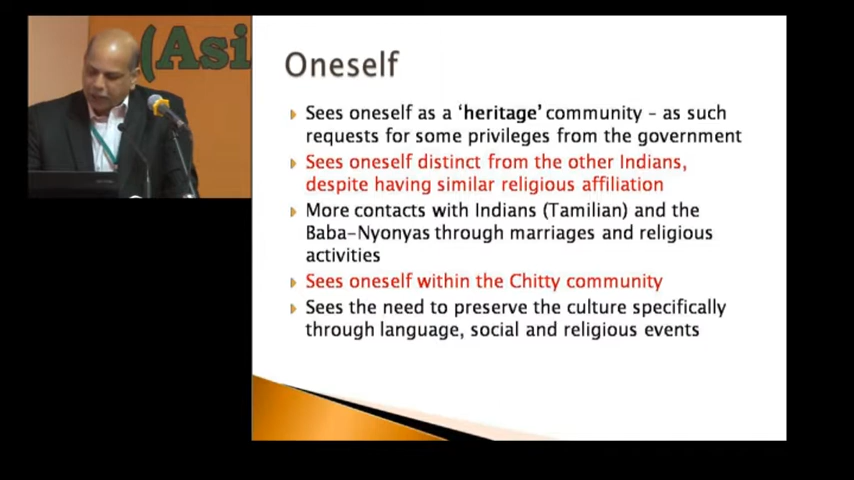 (Asi
Oneself
Sees oneself as a ‘heritage’ community – as such
requests for some privileges from the government
Sees oneself distinct from the other Indians,
despite having similar religious affiliation
More contacts with Indians (Tamilian) and the
Baba-Nyonyas through marriages and religious
activities
Sees oneself within the Chitty community
Sees the need to preserve the culture specifically
through language, social and religious events